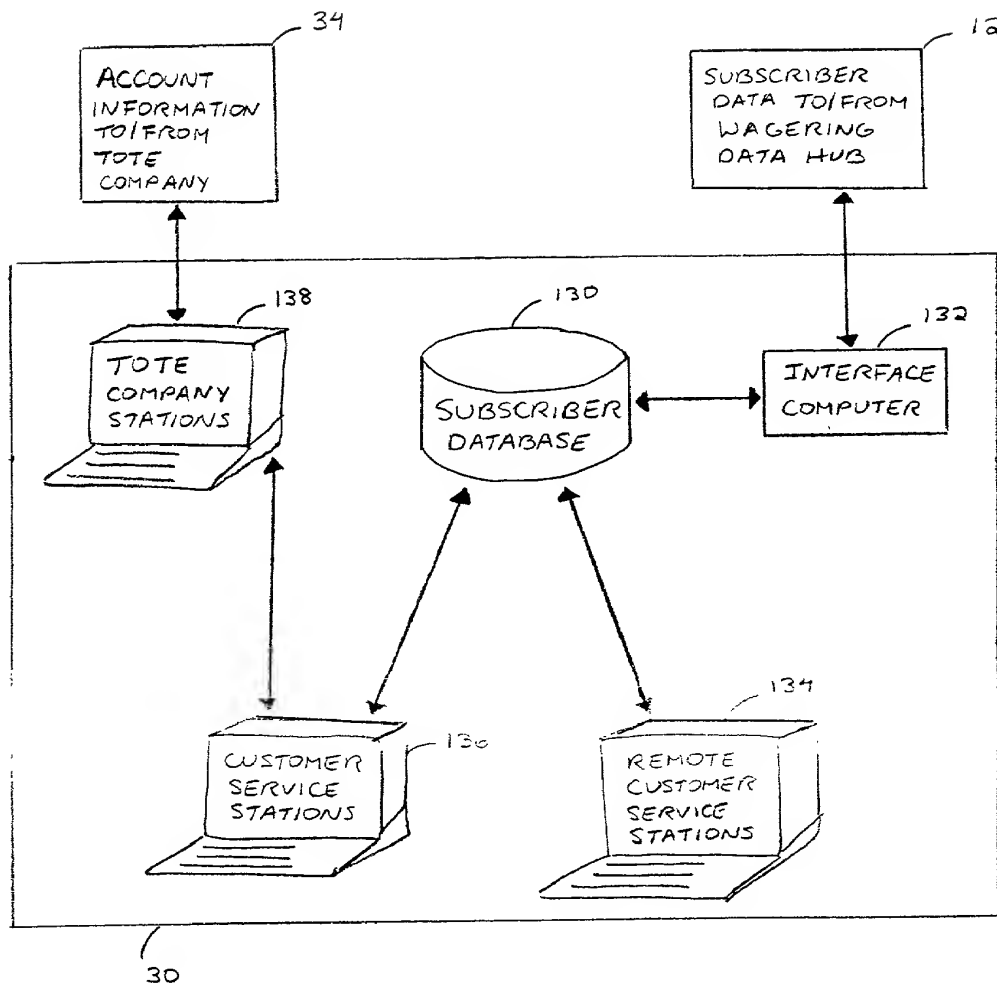 34
ACCOUNT
INFORMATION
TO/FROM
TOTE
COMPANY
12
SUBSCRIBER
DATA TO/FROM
WAGERING
DATA HUB
138
TOTE
COMPANY
STATIONS
130
SUBSCRIBER
DATABASE
132
INTERFACE
COMPUTER
136
CUSTOMER
SERVICE
STATIONS
134
REMOTE
CUSTOMER
SERVICE
STATIONS
30